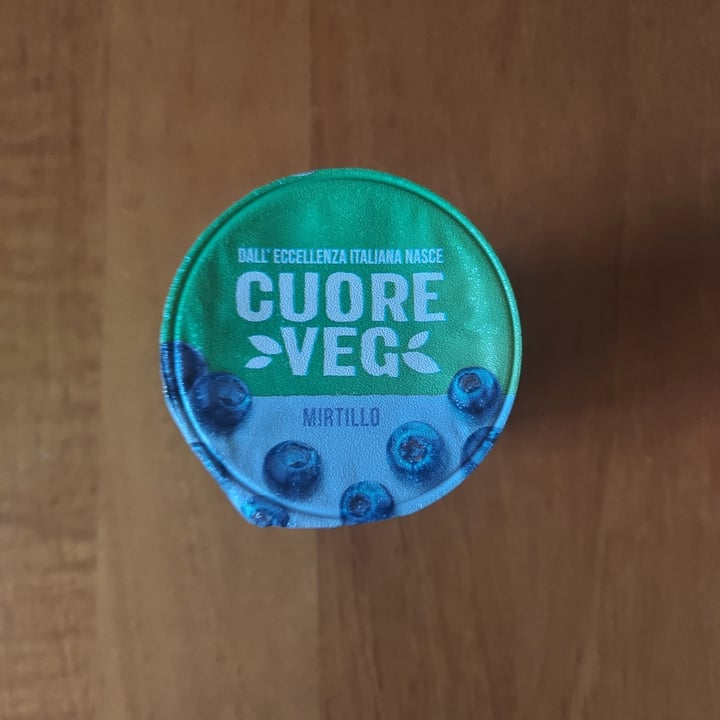 DALL' ECCELLENZA ITALIANA NASCE
CUORE
VEG
MIRTILLO